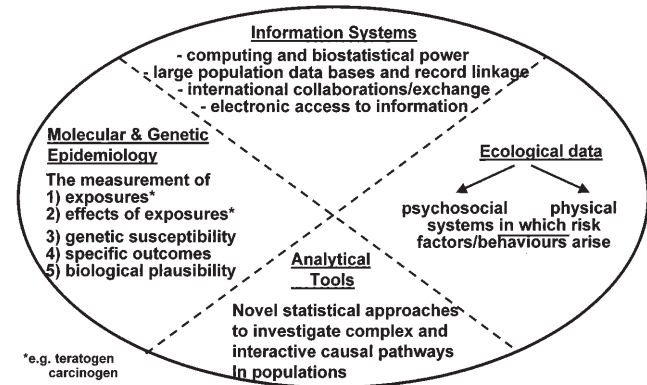 Information Systems
- computing and biostatistical power
- large population data bases and record linkage
- international collaborations/exchange
- electronic access to information
Molecular & Genetic
Epidemiology
The measurement of
1) exposures*
2) effects of exposures*
3) genetic susceptibility
4) specific outcomes
5) biological plausibility
Ecological data
psychosocial physical
systems in which risk
factors/behaviours arise
Analytical
Tools
Novel statistical approaches
to investigate complex and
interactive causal pathways
In populations
*e.g. teratogen
carcinogen